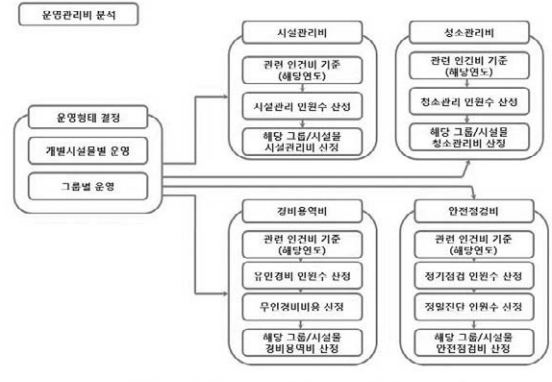 운영관리비 분석
운영형태 결정
개별시설물별 운영
그룹별 운영
시설관리비
관련 인건비 기준
(해당연도)
시설관리 인원수 산성
해당 그룹/시설물
시설관리비 산정
성소관리비
관련 인건비 기준
(해당연도)
청소관리 인원수 산성
해당 그룹/시설물
청소관리비 산정
경비용역비
관련 인건비 기준
(해당연도)
유인경비 인원수 산정
무인경비비용 산정
해당 그룹/시설물
경비용역비 산정
안전점검비
관련 인건비 기준
(해당연도)
정기점검 인원수 산정
정밀진단 인원수 산정
해당 그룹/시설물
안전점검비 산정